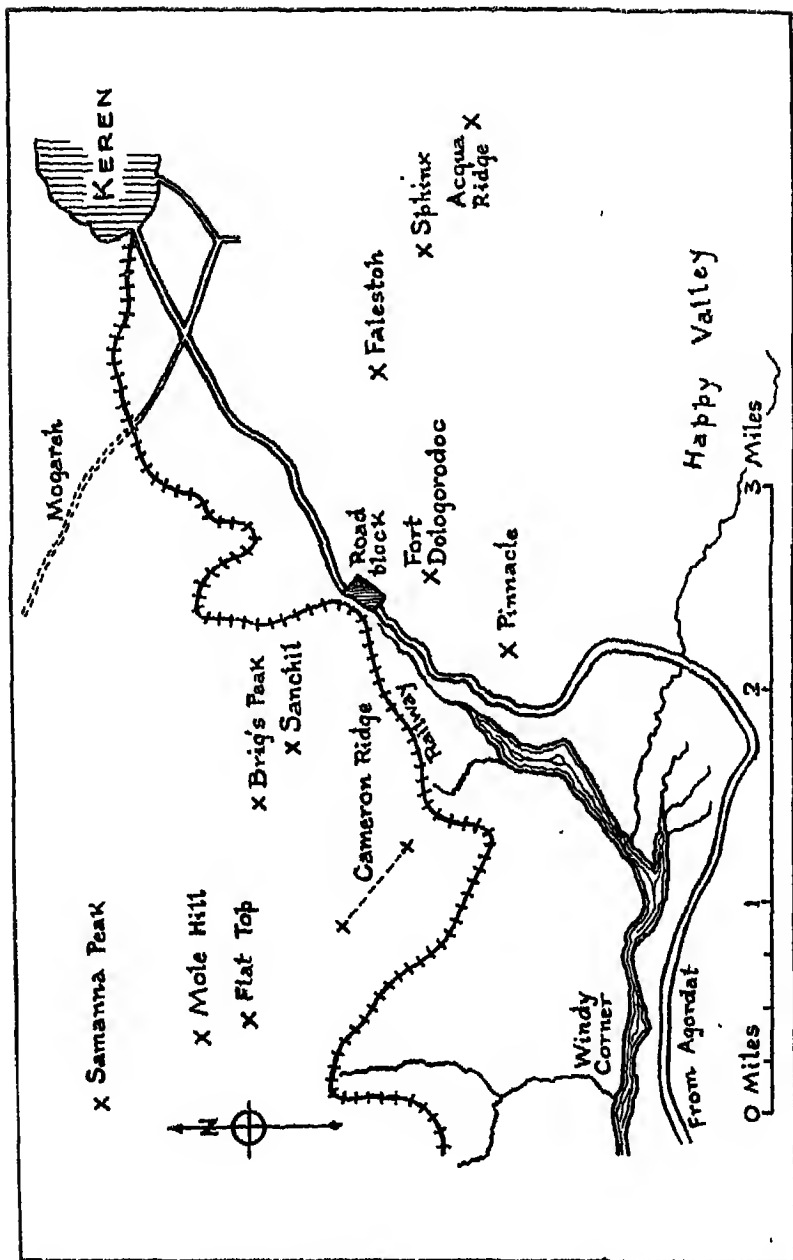 Samanna Peak
Mole Hill
Flat Top
N
Mogareh
KEREN
Brig's Peak
Sanchil
Cameron Ridge
Railway
Road
block
Fort
Dologorodoc
Falestoh
Sphinx
Acqua
Ridge
Pinnacle
Happy Valley
Windy
Corner
From Agordat
0 Miles 1 2 3 Miles